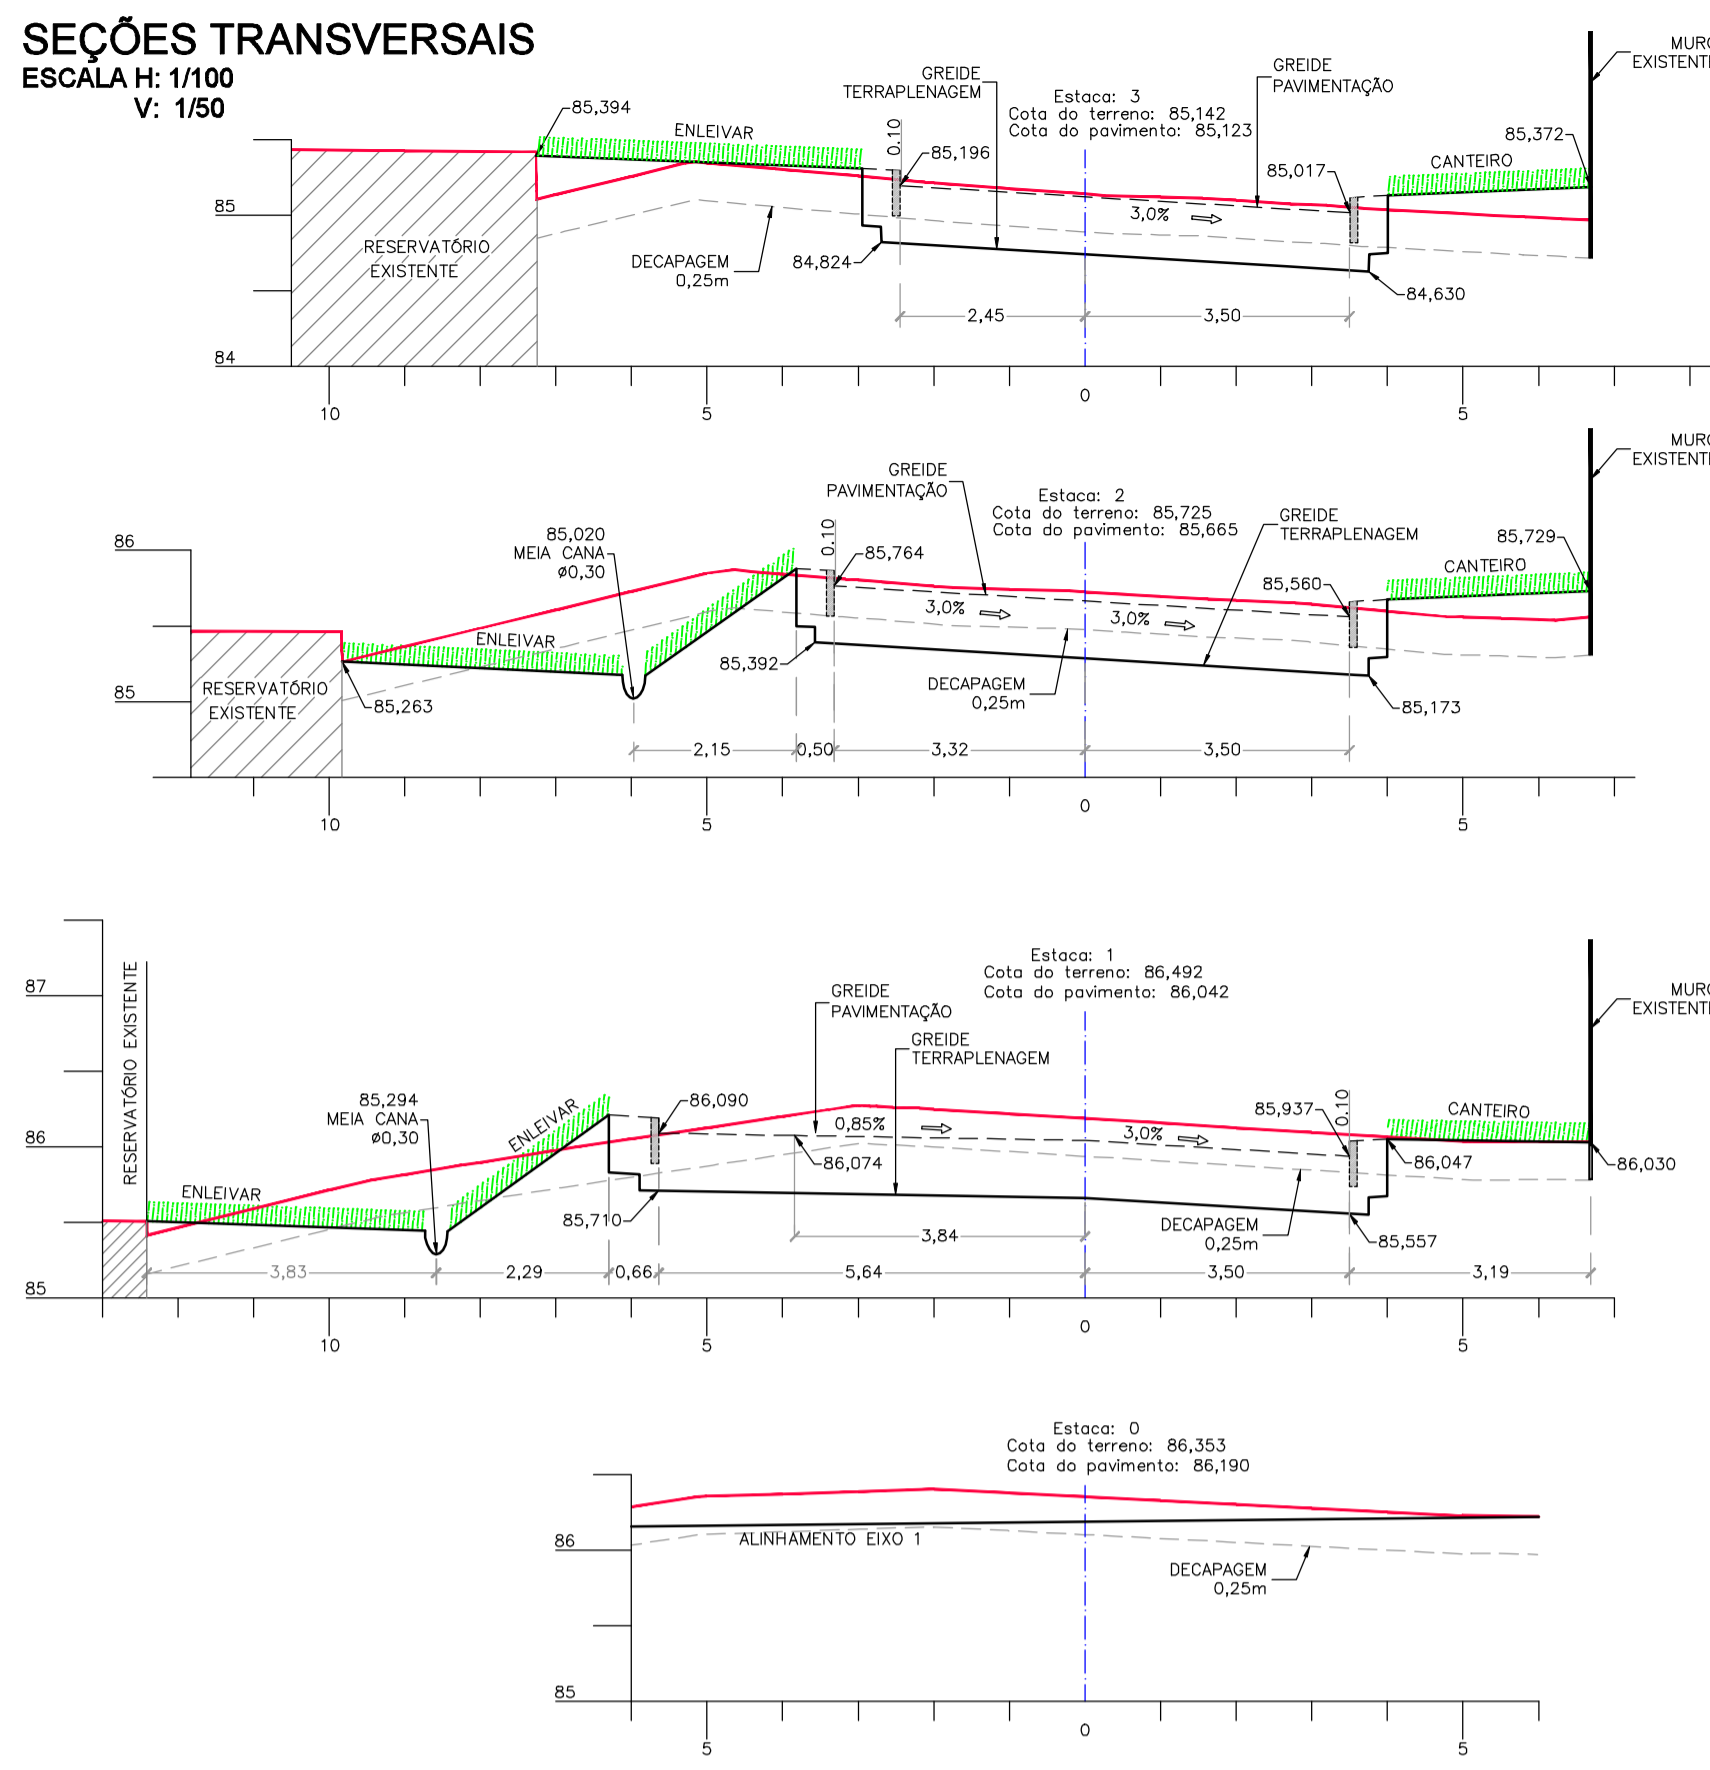 SEÇÕES TRANSVERSAIS
ESCALA H: 1/100
V: 1/50
85,394
ENLEIVAR
GREIDE
TERRAPLENAGEM
0.10
85,196
Estaca: 3
Cota do terreno: 85,142
Cota do pavimento: 85,123
GREIDE
PAVIMENTAÇÃO
85,017
85,372
CANTEIRO
MURO
EXISTENTE
85
RESERVATÓRIO
EXISTENTE
DECAPAGEM
0,25m
84,824
3,0%
84,630
2,45
3,50
84
10
5
0
5
GREIDE
PAVIMENTAÇÃO
Estaca: 2
Cota do terreno: 85,725
Cota do pavimento: 85,665
GREIDE
TERRAPLENAGEM
MURO
EXISTENTE
86
85,020
MEIA CANA
ø0,30
0.10
85,764
85,560
85,729
CANTEIRO
3,0%
3,0%
ENLEIVAR
85,392
DECAPAGEM
0,25m
RESERVATÓRIO
EXISTENTE
85
85,263
85,173
2,15
0,50
3,32
3,50
10
5
0
5
Estaca: 1
Cota do terreno: 86,492
Cota do pavimento: 86,042
87
RESERVATÓRIO EXISTENTE
GREIDE
PAVIMENTAÇÃO
GREIDE
TERRAPLENAGEM
MURO
EXISTENTE
85,294
MEIA CANA
ø0,30
ENLEIVAR
86,090
0,85%
3,0%
85,937
0.10
CANTEIRO
86
86,074
86,047
86,030
ENLEIVAR
85,710
3,84
DECAPAGEM
0,25m
85,557
3,83
2,29
0,66
5,64
3,50
3,19
85
10
5
0
5
Estaca: 0
Cota do terreno: 86,353
Cota do pavimento: 86,190
86
ALINHAMENTO EIXO 1
DECAPAGEM
0,25m
85
5
0
5